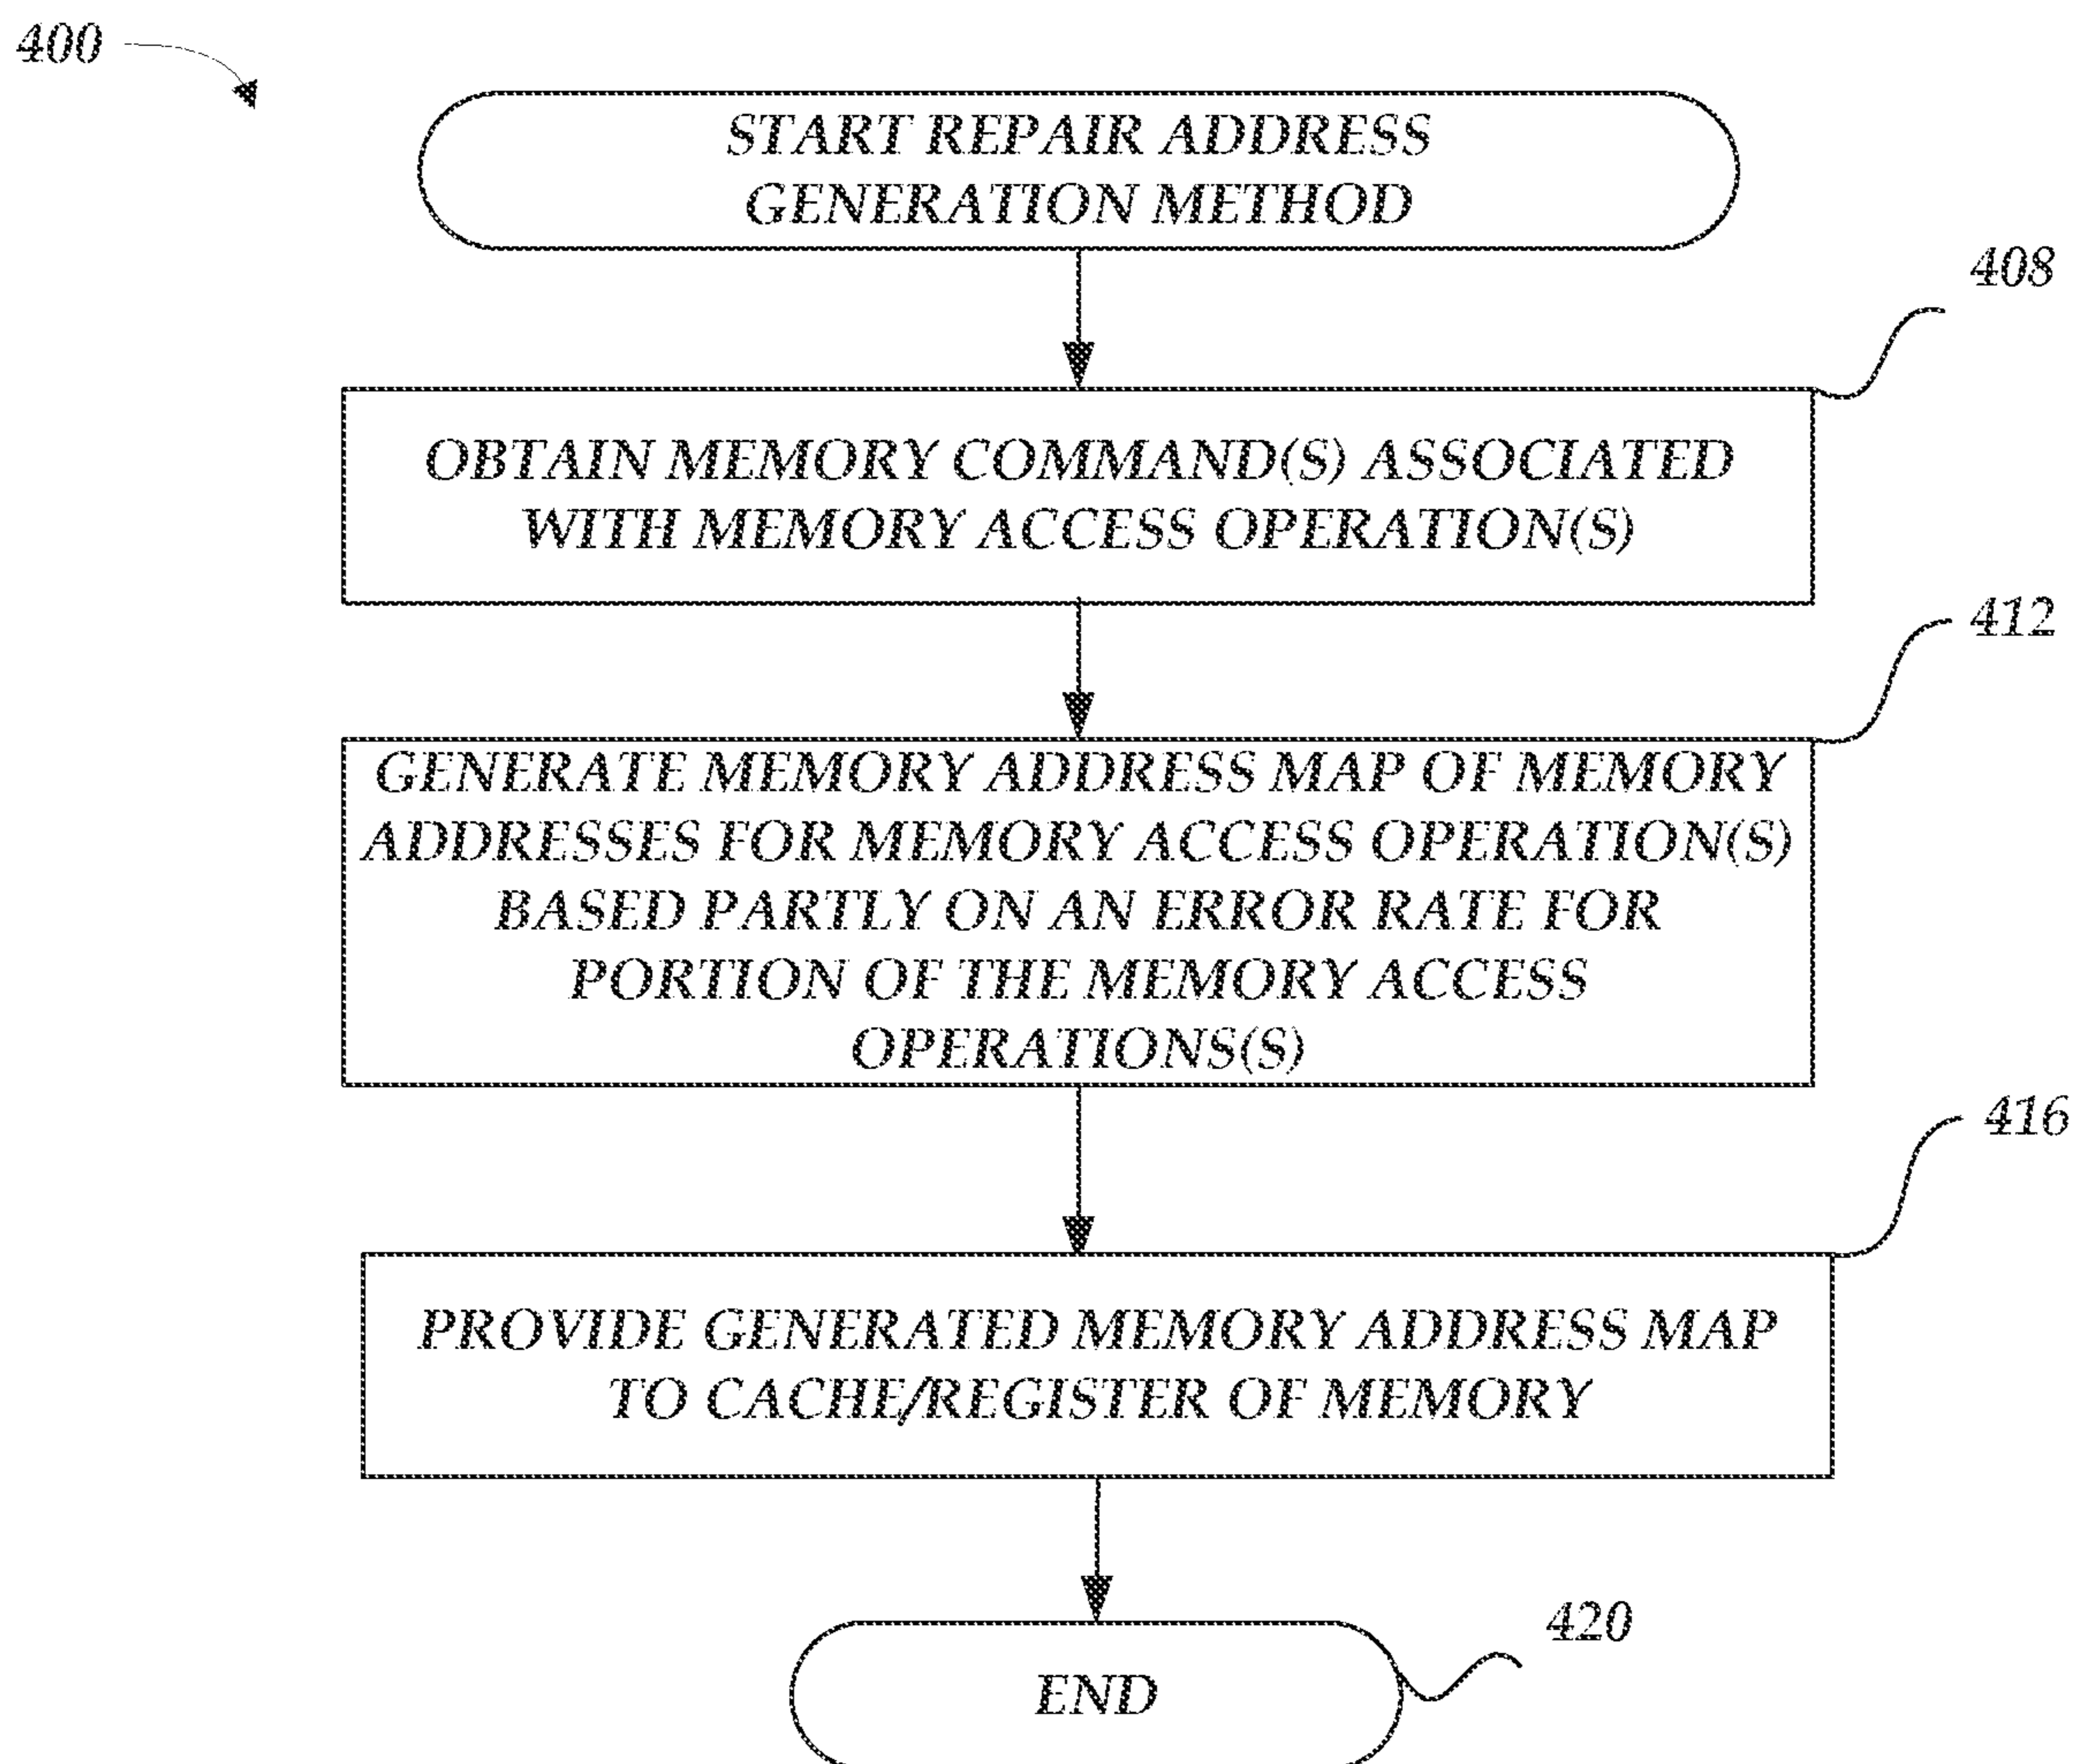 400
START REPAIR ADDRESS
GENERATION METHOD
408
OBTAIN MEMORY COMMAND(S) ASSOCIATED
WITH MEMORY ACCESS OPERATION(S)
412
GENERATE MEMORY ADDRESS MAP OF MEMORY
ADDRESSES FOR MEMORY ACCESS OPERATION(S)
BASED PARTLY ON AN ERROR RATE FOR
PORTION OF THE MEMORY ACCESS
OPERATIONS(S)
416
PROVIDE GENERATED MEMORY ADDRESS MAP
TO CACHE/REGISTER OF MEMORY
420
END